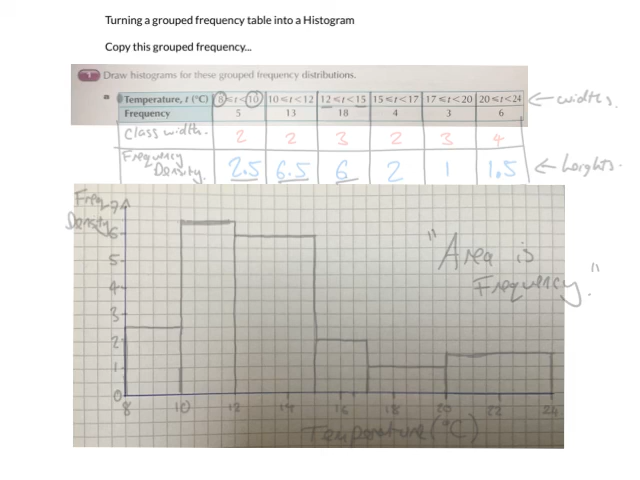 Turning a grouped frequency table into a Histogram
Copy this grouped frequency...
1 Draw histograms for these grouped frequency distributions.
a Temperature, t (°C) 8 ≤ t < 10 10 ≤ t < 12 12 ≤ t < 15 15 ≤ t < 17 17 ≤ t < 20 20 ≤ t < 24 ← widths.
Frequency 5 13 18 4 3 6
Class width. 2 2 3 2 3 4
Frequency Density. 2.5 6.5 6 2 1 1.5 ← heights.
Freq Density
7
6
5
4
3
2
1
0
"Area is
Frequency."
8 10 12 14 16 18 20 22 24
Temperature (°C)